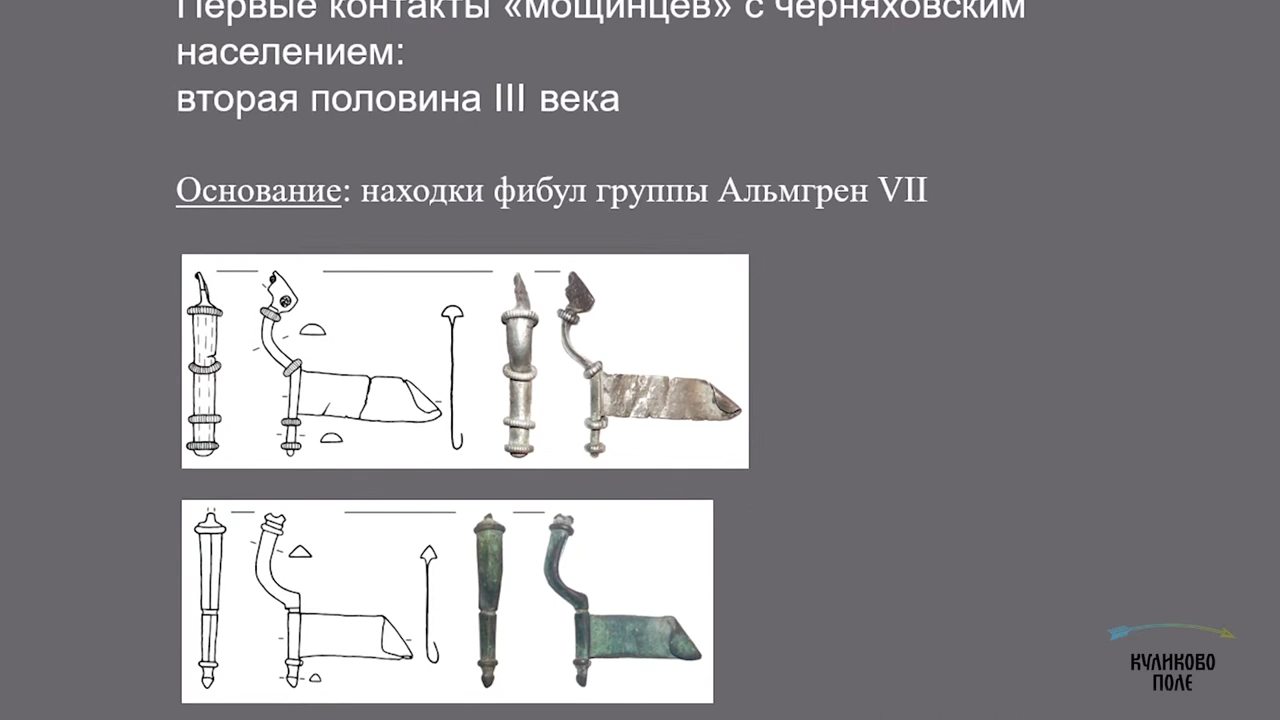 Первые контакты «мощинцев» с черняховским
населением:
вторая половина III века
Основание: находки фибул группы Альмгрен VII
КУЛИКОВО
ПОЛЕ